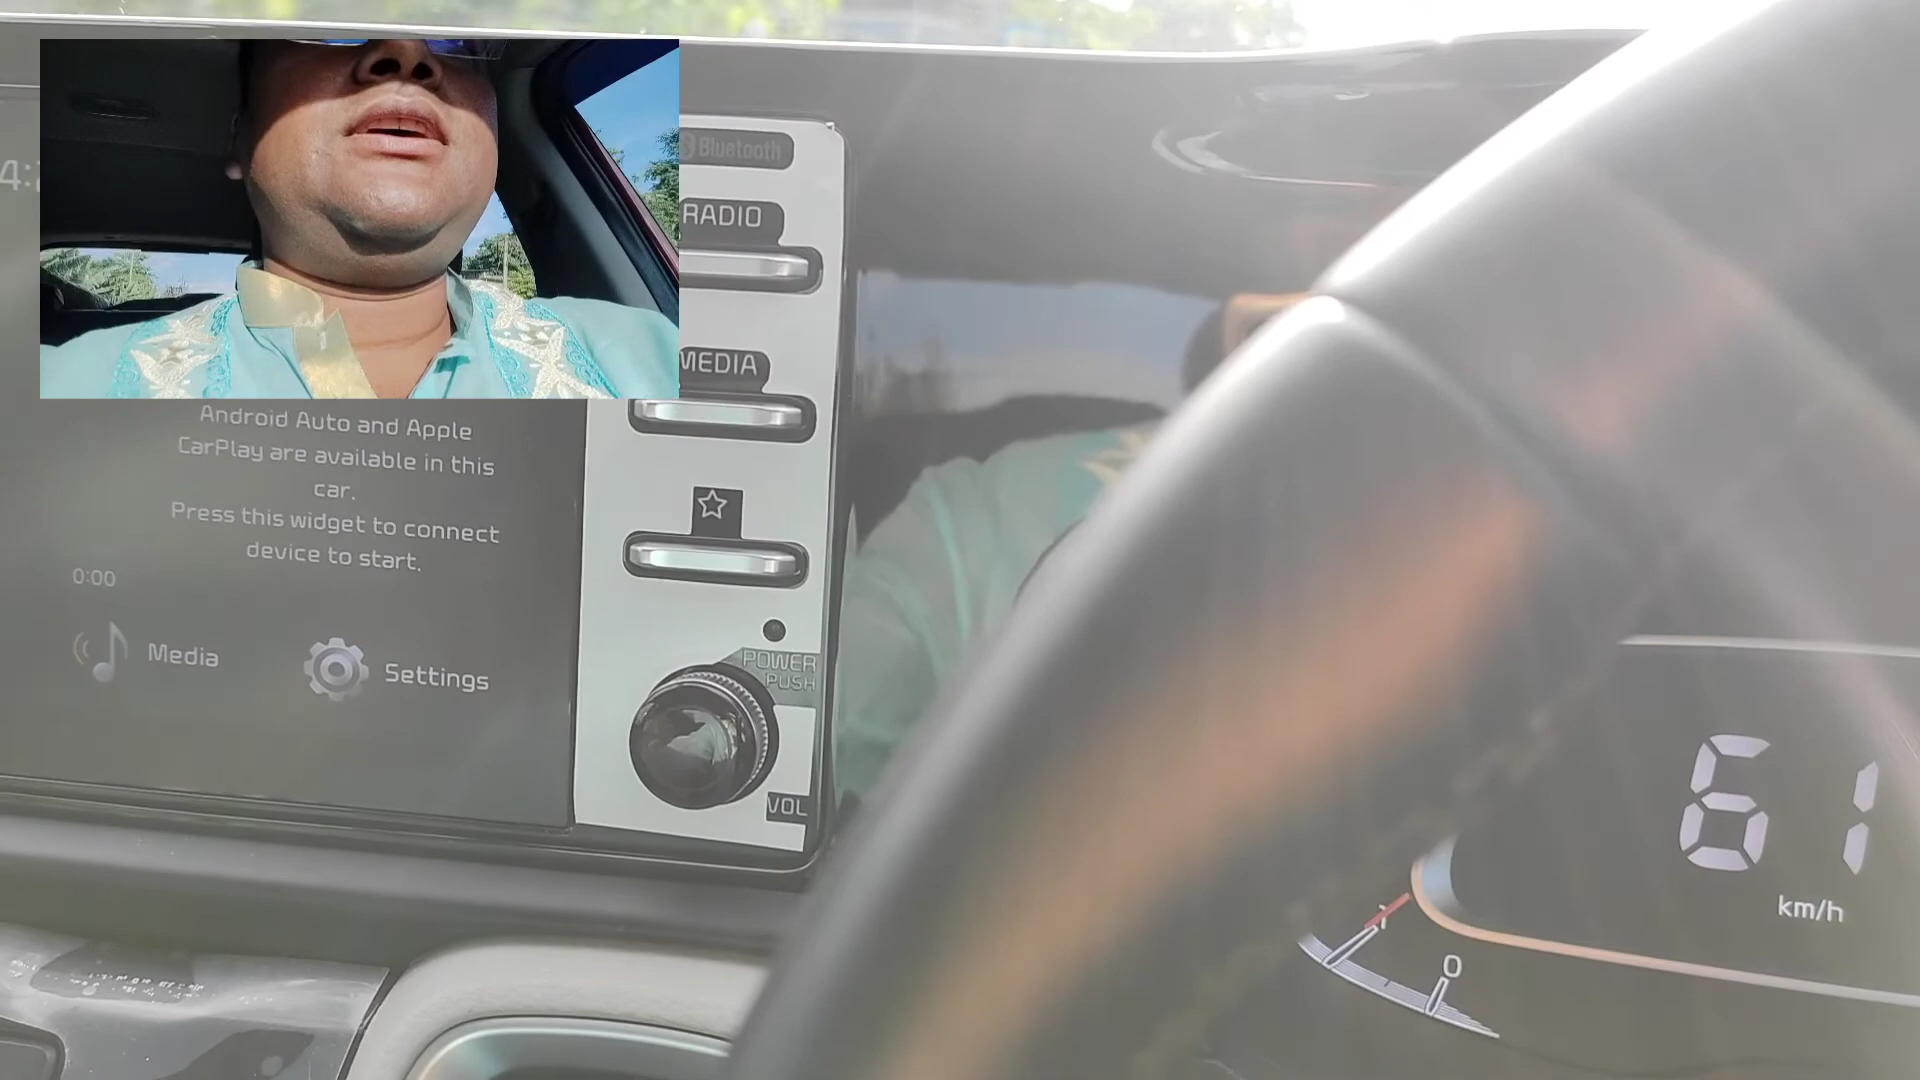 Bluetooth
RADIO
MEDIA
Android Auto and Apple
CarPlay are available in this
car.
Press this widget to connect
device to start.
0:00
Media
Settings
POWER
PUSH
VOL
61
km/h
1
0